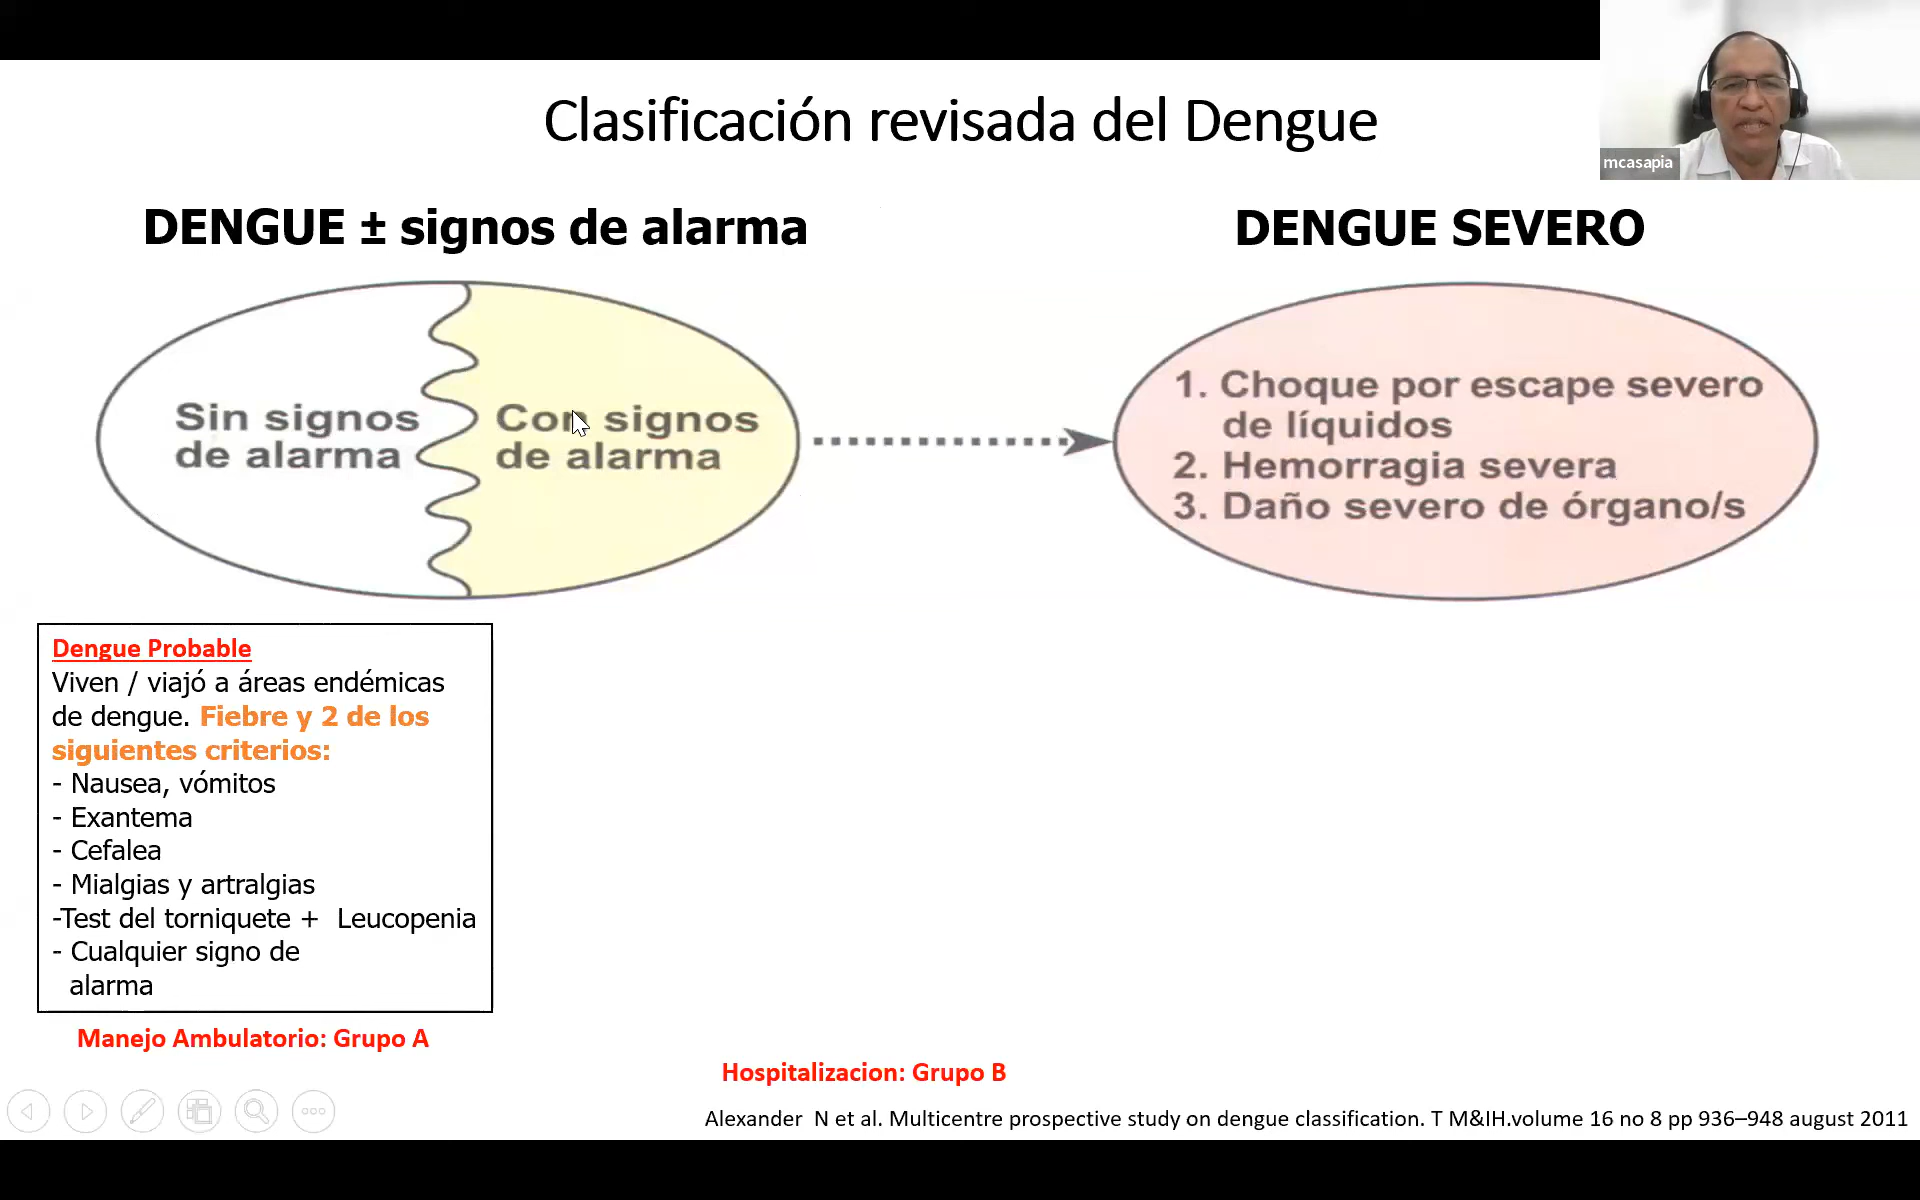 Clasificación revisada del Dengue
mcasapia
DENGUE ± signos de alarma
DENGUE SEVERO
Sin signos
de alarma
Con signos
de alarma
1. Choque por escape severo
de líquidos
2. Hemorragia severa
3. Daño severo de órgano/s
Dengue Probable
Viven / viajó a áreas endémicas
de dengue. Fiebre y 2 de los
siguientes criterios:
- Nausea, vómitos
- Exantema
- Cefalea
- Mialgias y artralgias
-Test del torniquete + Leucopenia
- Cualquier signo de
alarma
Manejo Ambulatorio: Grupo A
Hospitalizacion: Grupo B
Alexander N et al. Multicentre prospective study on dengue classification. T M&IH.volume 16 no 8 pp 936–948 august 2011